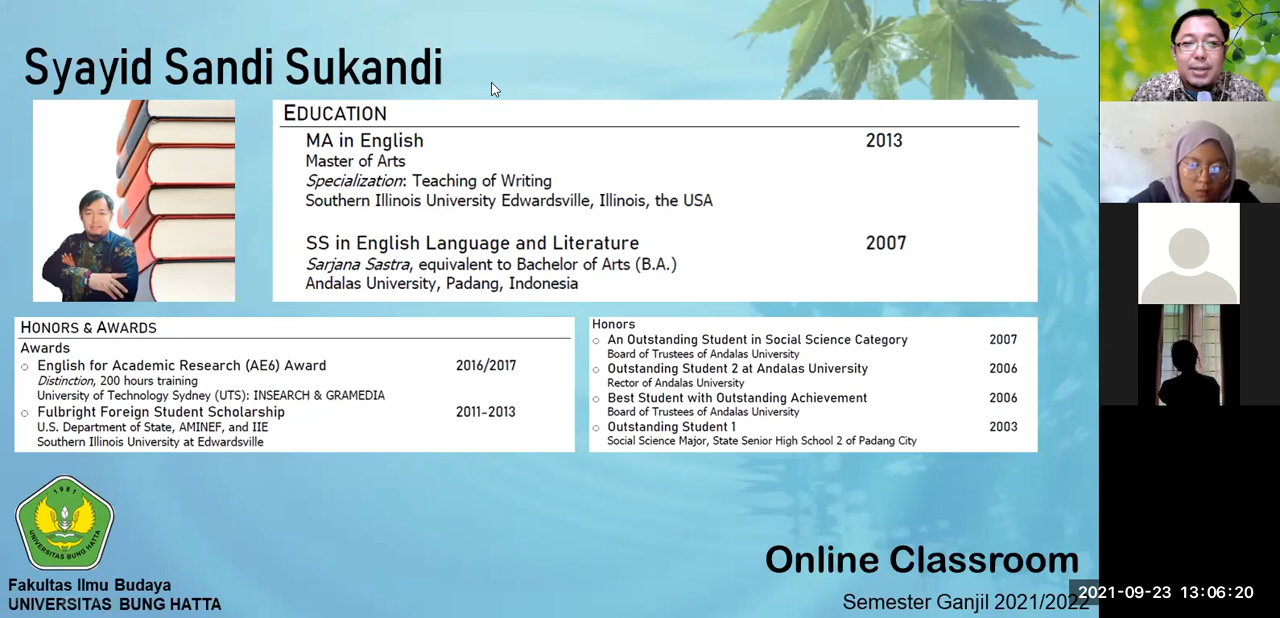 Syayid Sandi Sukandi
EDUCATION
MA in English 2013
Master of Arts
Specialization: Teaching of Writing
Southern Illinois University Edwardsville, Illinois, the USA
SS in English Language and Literature 2007
Sarjana Sastra, equivalent to Bachelor of Arts (B.A.)
Andalas University, Padang, Indonesia
HONORS & AWARDS
Awards
English for Academic Research (AE6) Award 2016/2017
Distinction, 200 hours training
University of Technology Sydney (UTS): INSEARCH & GRAMEDIA
Fulbright Foreign Student Scholarship 2011-2013
U.S. Department of State, AMINEF, and IIE
Southern Illinois University at Edwardsville
Honors
An Outstanding Student in Social Science Category 2007
Board of Trustees of Andalas University
Outstanding Student 2 at Andalas University 2006
Rector of Andalas University
Best Student with Outstanding Achievement 2006
Board of Trustees of Andalas University
Outstanding Student 1 2003
Social Science Major, State Senior High School 2 of Padang City
1981
UNIVERSITAS BUNG HATTA
Fakultas Ilmu Budaya
UNIVERSITAS BUNG HATTA
Online Classroom
Semester Ganjil 2021/2022
2021-09-23 13:06:20